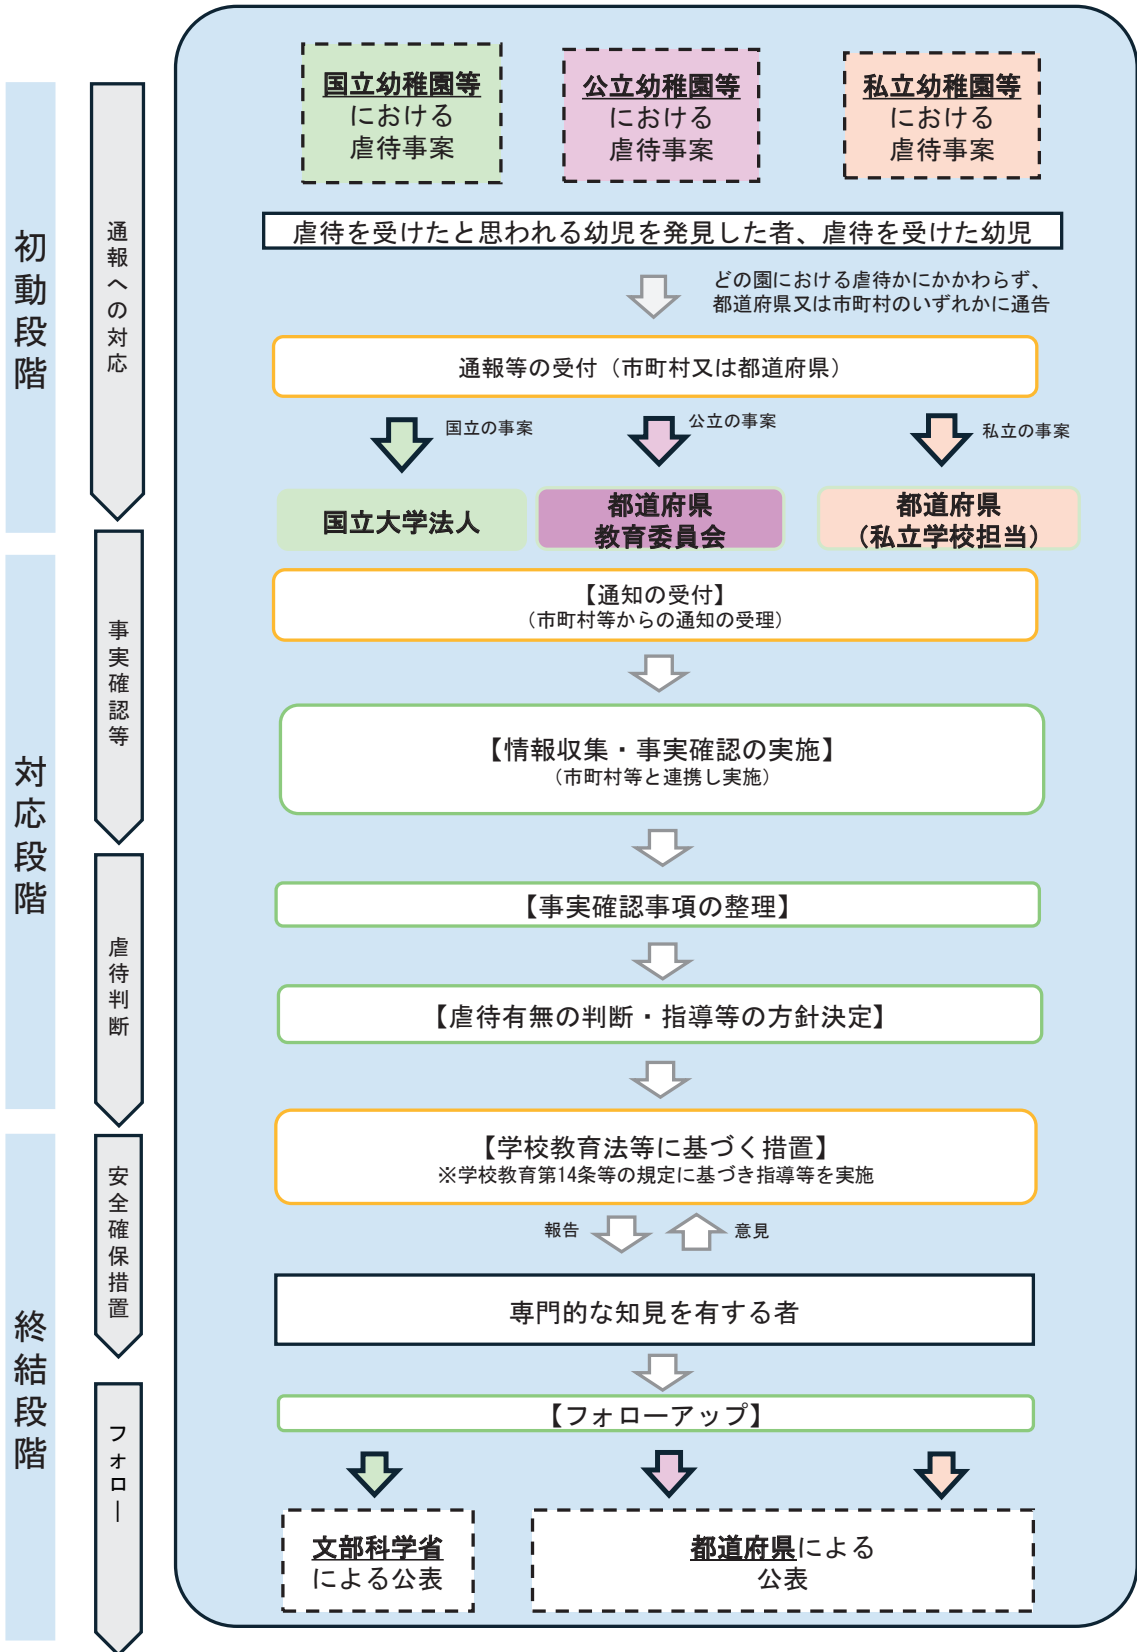 国立幼稚園等
における
虐待事案
公立幼稚園等
における
虐待事案
私立幼稚園等
における
虐待事案
初動段階
通報への対応
虐待を受けたと思われる幼児を発見した者、虐待を受けた幼児
どの園における虐待かにかかわらず、
都道府県又は市町村のいずれかに通告
通報等の受付（市町村又は都道府県）
国立の事案
公立の事案
私立の事案
国立大学法人
都道府県
教育委員会
都道府県
（私立学校担当）
対応段階
事実確認等
【通知の受付】
（市町村等からの通知の受理）
【情報収集・事実確認の実施】
（市町村等と連携し実施）
虐待判断
【事実確認事項の整理】
【虐待有無の判断・指導等の方針決定】
終結段階
安全確保措置
【学校教育法等に基づく措置】
※学校教育第14条等の規定に基づき指導等を実施
報告
意見
専門的な知見を有する者
フォロー
【フォローアップ】
文部科学省
による公表
都道府県による
公表